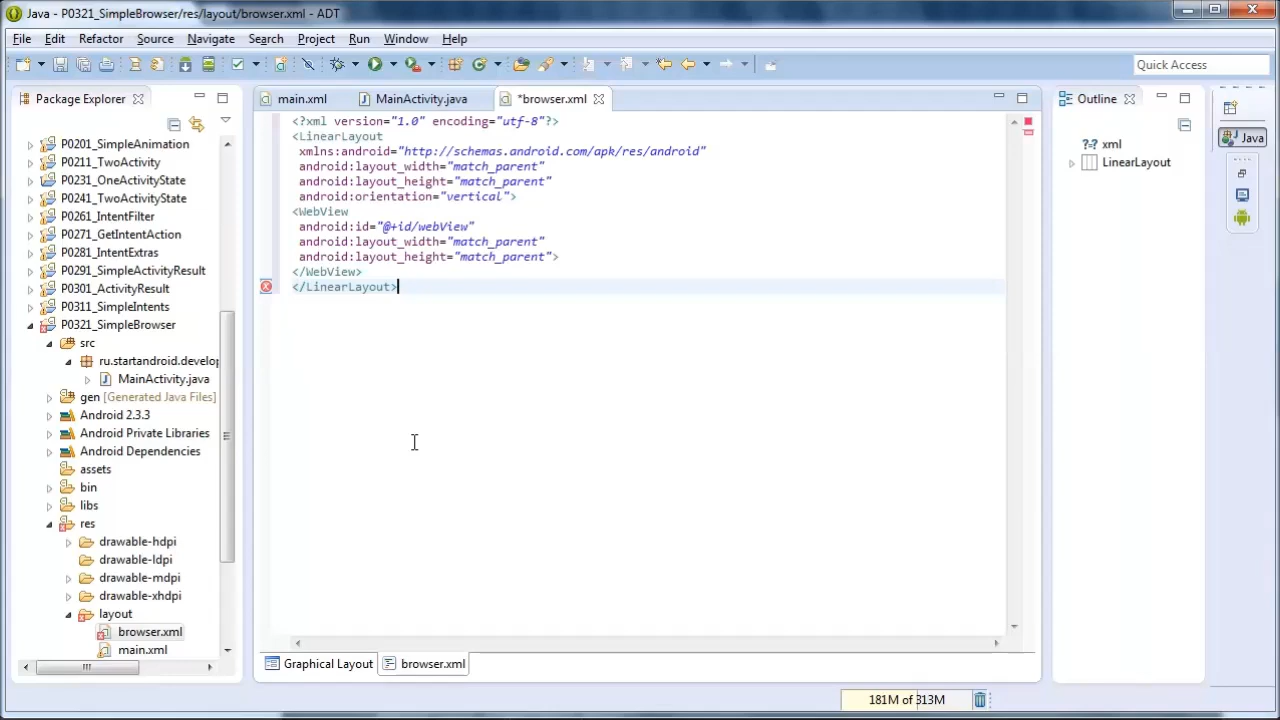 Java - P0321_SimpleBrowser/res/layout/browser.xml - ADT
File Edit Refactor Source Navigate Search Project Run Window Help
Quick Access
Package Explorer
main.xml
MainActivity.java
*browser.xml
Outline
Java
P0201_SimpleAnimation
P0211_TwoActivity
P0231_OneActivityState
P0241_TwoActivityState
P0261_IntentFilter
P0271_GetIntentAction
P0281_IntentExtras
P0291_SimpleActivityResult
P0301_ActivityResult
P0311_SimpleIntents
P0321_SimpleBrowser
src
ru.startandroid.develop
MainActivity.java
gen [Generated Java Files]
Android 2.3.3
Android Private Libraries
Android Dependencies
assets
bin
libs
res
drawable-hdpi
drawable-ldpi
drawable-mdpi
drawable-xhdpi
layout
browser.xml
main.xml
<?xml version="1.0" encoding="utf-8"?>
<LinearLayout
xmlns:android="http://schemas.android.com/apk/res/android"
android:layout_width="match_parent"
android:layout_height="match_parent"
android:orientation="vertical">
<WebView
android:id="@+id/webView"
android:layout_width="match_parent"
android:layout_height="match_parent">
</WebView>
</LinearLayout>
?=? xml
LinearLayout
Graphical Layout
browser.xml
181M of 313M